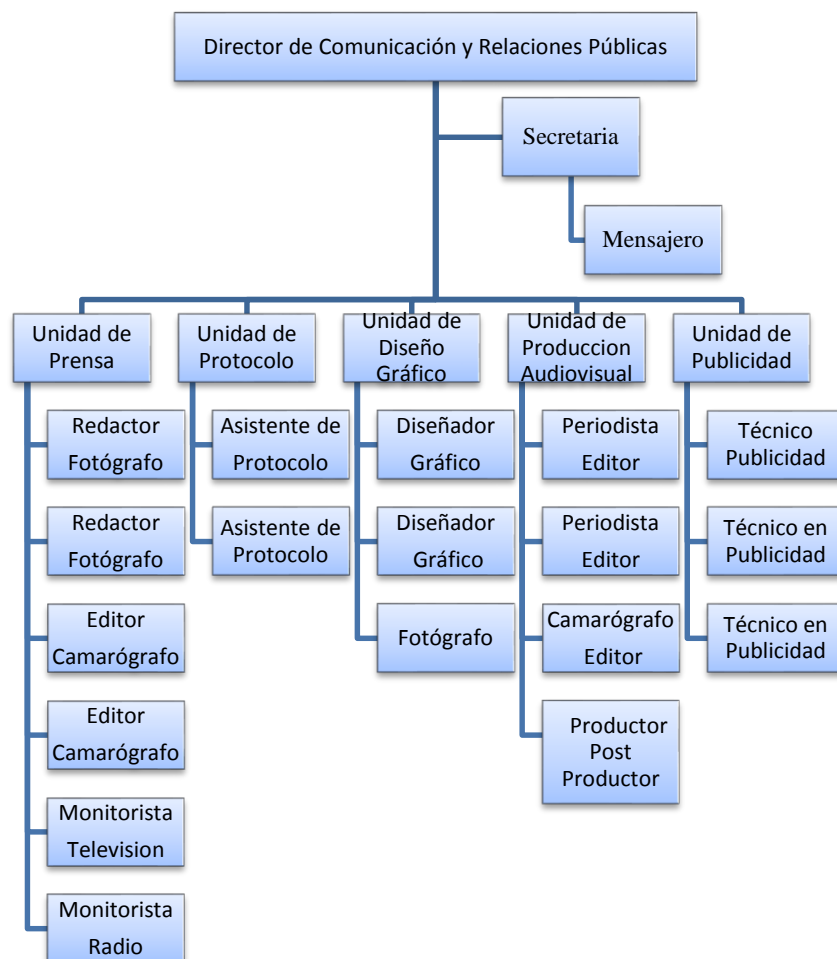 Director de Comunicación y Relaciones Públicas
Secretaria
Mensajero
Unidad de
Prensa
Redactor
Fotógrafo
Redactor
Fotógrafo
Editor
Camarógrafo
Editor
Camarógrafo
Monitorista
Television
Monitorista
Radio
Unidad de
Protocolo
Asistente de
Protocolo
Asistente de
Protocolo
Unidad de
Diseño
Gráfico
Diseñador
Gráfico
Diseñador
Gráfico
Fotógrafo
Unidad de
Produccion
Audiovisual
Periodista
Editor
Periodista
Editor
Camarógrafo
Editor
Productor
Post
Productor
Unidad de
Publicidad
Técnico
Publicidad
Técnico en
Publicidad
Técnico en
Publicidad